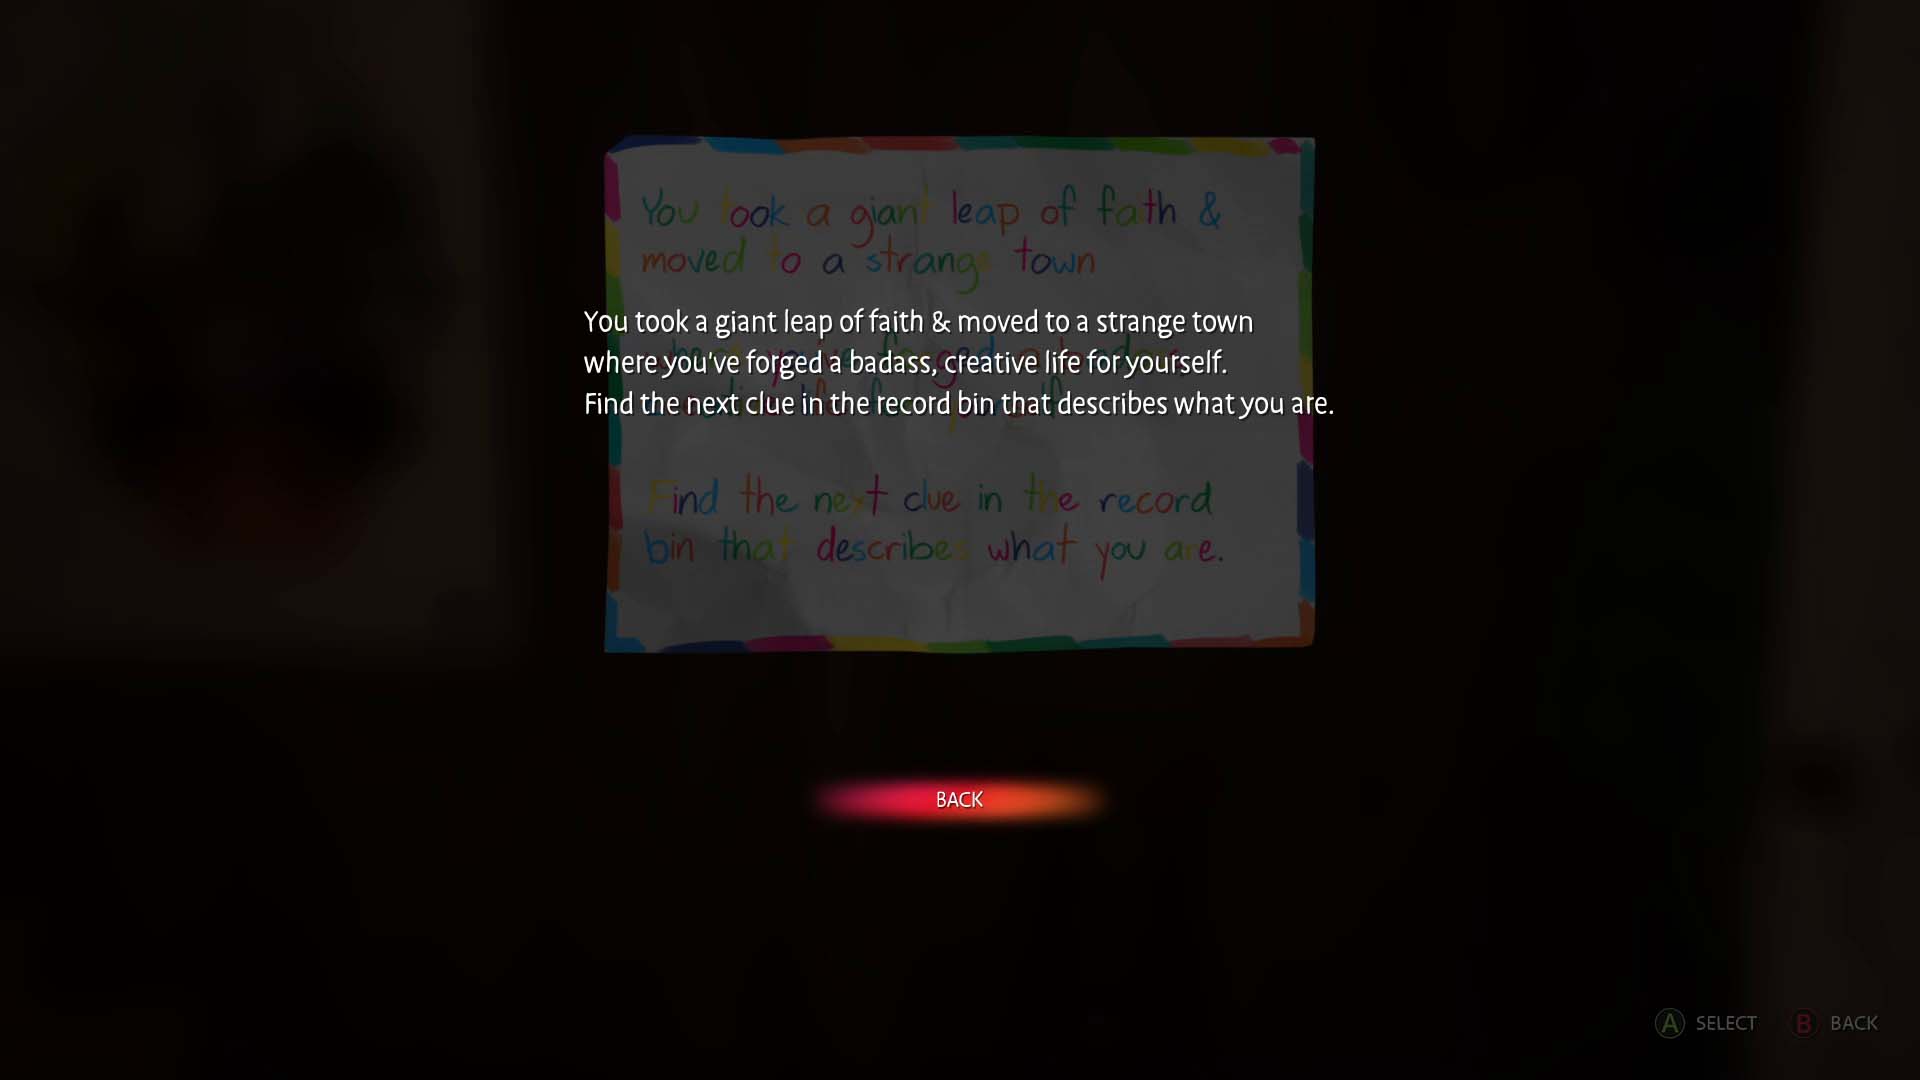 You took a giant leap of faith &
moved to a strange town
You took a giant leap of faith & moved to a strange town
where you've forged a badass, creative life for yourself.
Find the next clue in the record bin that describes what you are.
Find the next clue in the record
bin that describes what you are.
BACK
A SELECT B BACK